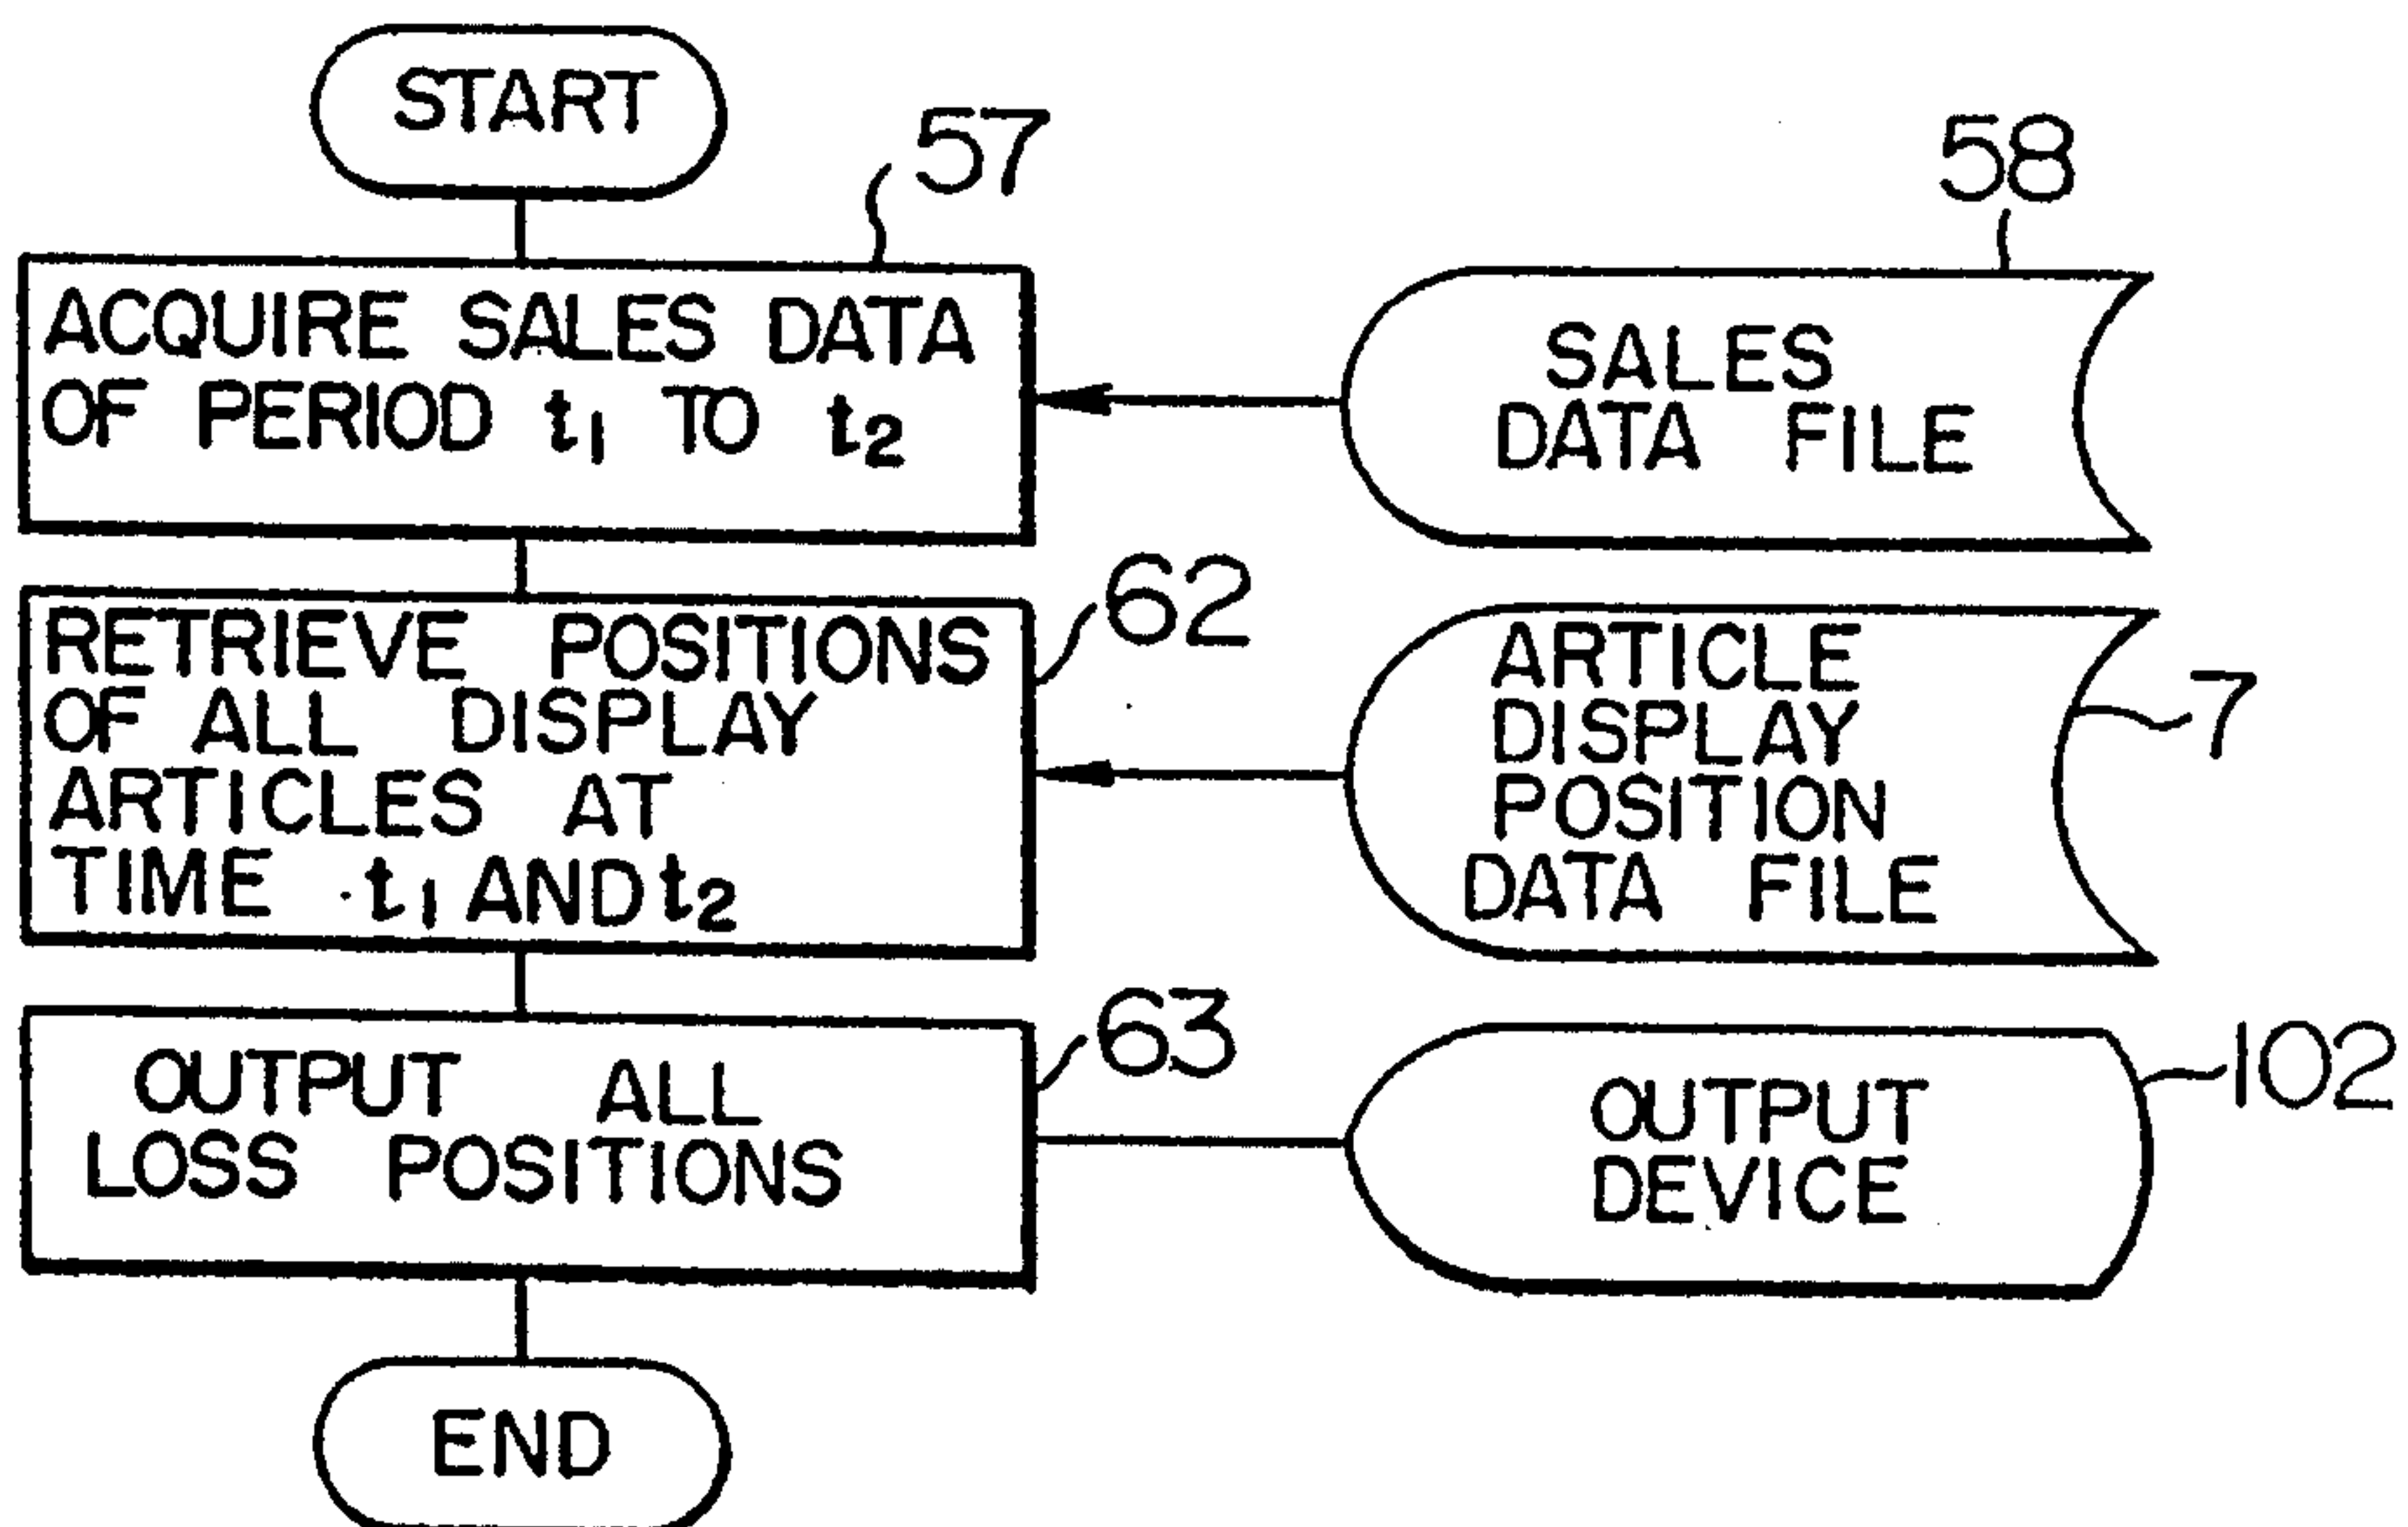 START
57
58
ACQUIRE SALES DATA
OF PERIOD t1 TO t2
SALES
DATA FILE
RETRIEVE POSITIONS
OF ALL DISPLAY
ARTICLES AT
TIME t1 AND t2
62
ARTICLE
DISPLAY
POSITION
DATA FILE
7
OUTPUT ALL
LOSS POSITIONS
63
OUTPUT
DEVICE
102
END